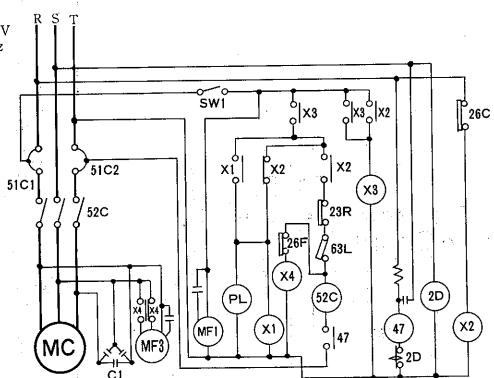 V
R S T
z
SW1
X3
X3
X2
26C
51C1
51C2
X1
X2
X2
X3
52C
23R
26F
63L
X4
X4
X4
PL
52C
2D
MF1
X1
47
47
X2
MC
MF3
2D
C1